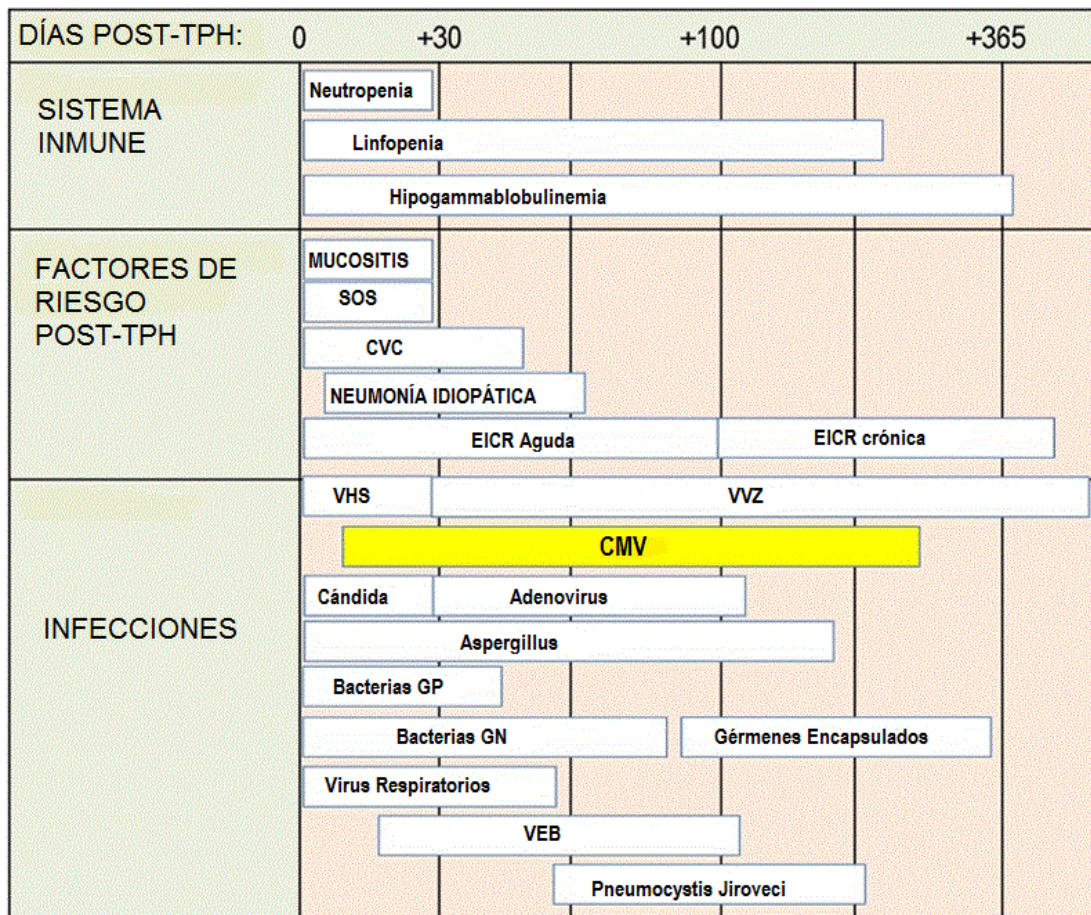 DÍAS POST-TPH: 0 +30 +100 +365
SISTEMA
INMUNE
Neutropenia
Linfopenia
Hipogammablobulinemia
FACTORES DE
RIESGO
POST-TPH
MUCOSITIS
SOS
CVC
NEUMONÍA IDIOPÁTICA
EICR Aguda EICR crónica
INFECCIONES
VHS VVZ
CMV
Cándida Adenovirus
Aspergillus
Bacterias GP
Bacterias GN Gérmenes Encapsulados
Virus Respiratorios
VEB
Pneumocystis Jiroveci